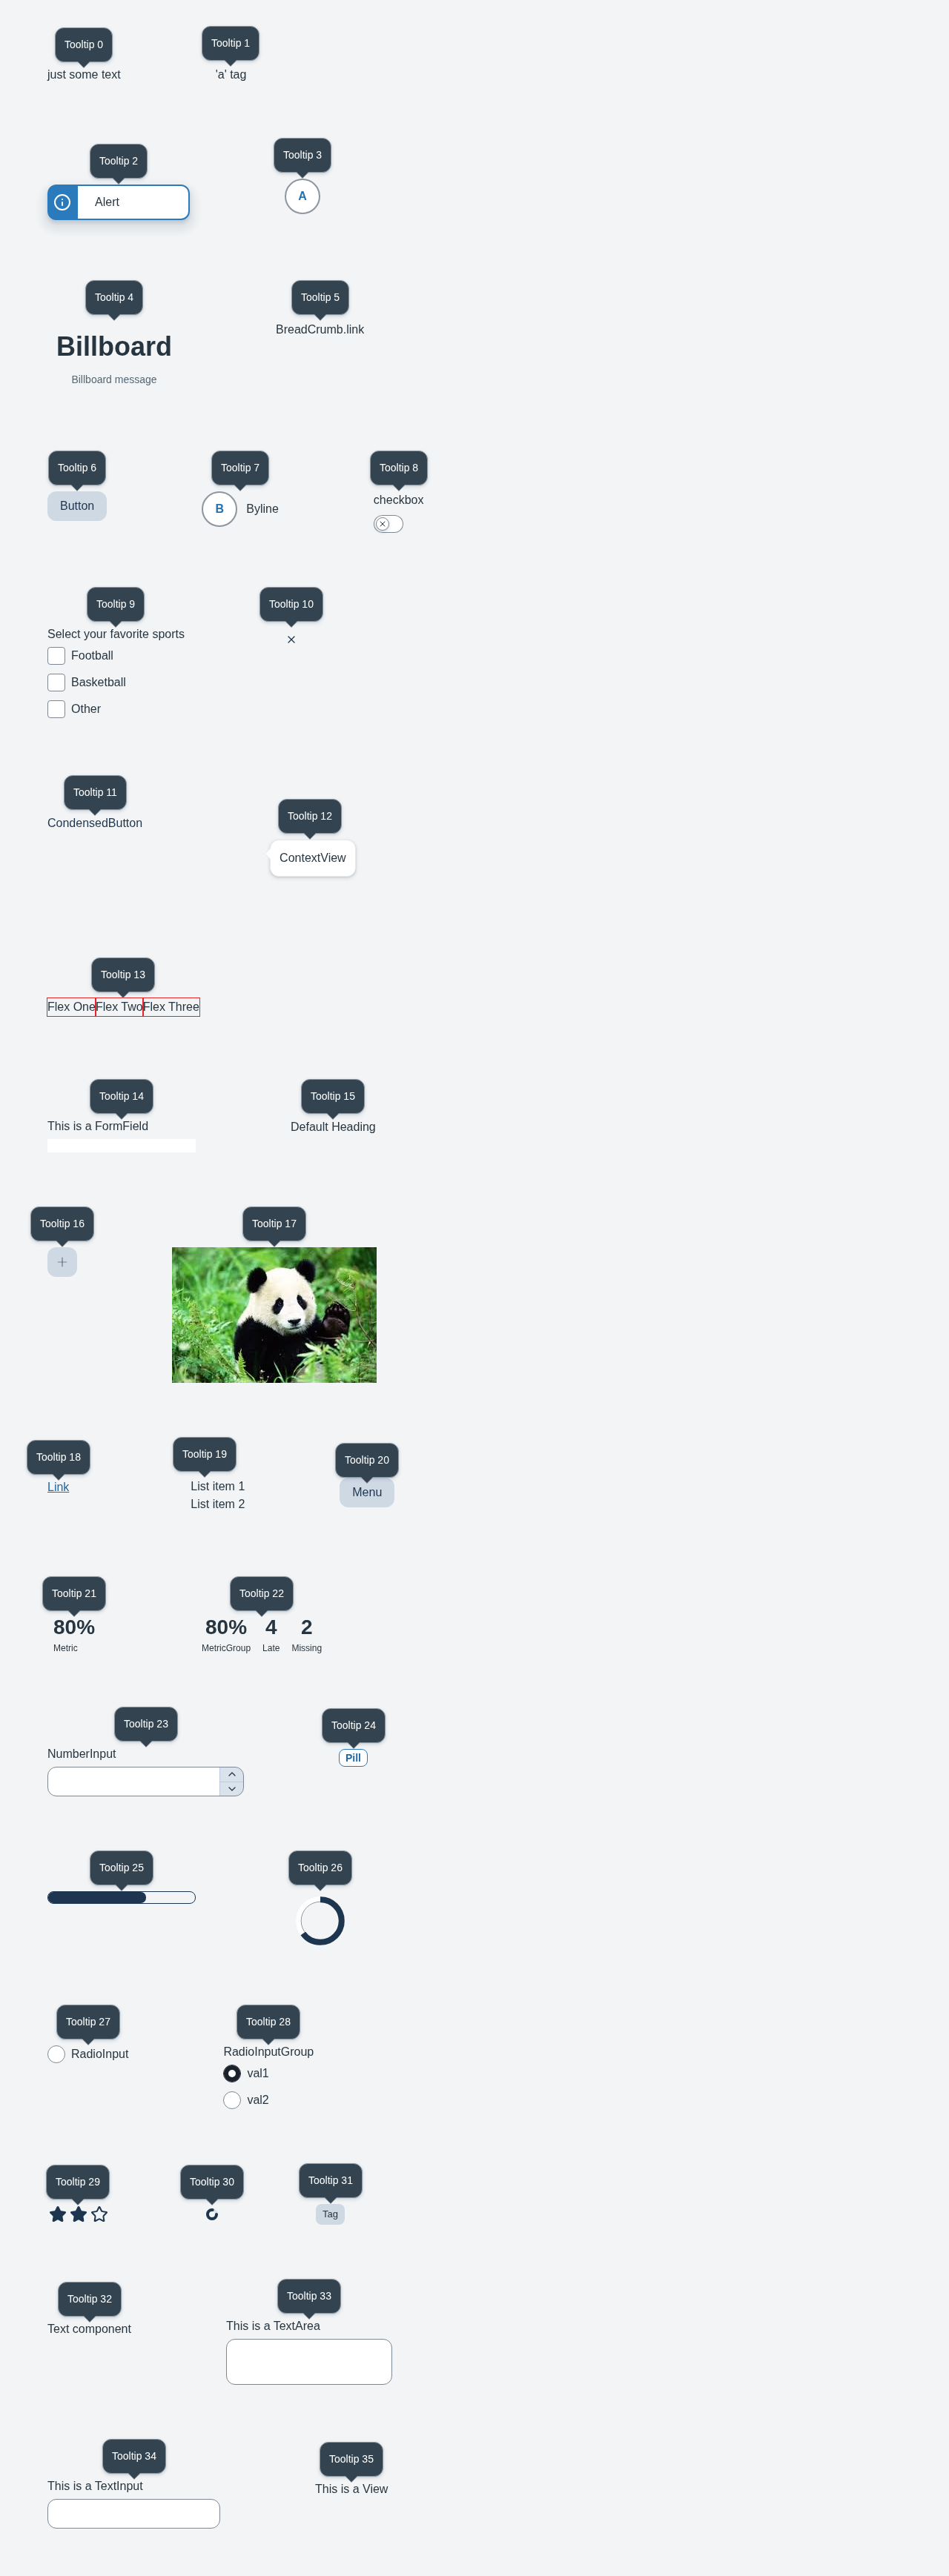 Tooltip 0
Tooltip 1
just some text
'a' tag
Tooltip 2
Tooltip 3
Alert
A
Tooltip 4
Tooltip 5
Billboard
BreadCrumb.link
Billboard message
Tooltip 6
Tooltip 7
Tooltip 8
Button
B
Byline
checkbox
Tooltip 9
Tooltip 10
Select your favorite sports
Football
Basketball
Other
Tooltip 11
Tooltip 12
CondensedButton
ContextView
Tooltip 13
Flex One
Flex Two
Flex Three
Tooltip 14
Tooltip 15
This is a FormField
Default Heading
Tooltip 16
Tooltip 17
Tooltip 18
Tooltip 19
Tooltip 20
Link
List item 1
List item 2
Menu
Tooltip 21
Tooltip 22
80%
Metric
80%
4
2
MetricGroup
Late
Missing
Tooltip 23
Tooltip 24
NumberInput
Pill
Tooltip 25
Tooltip 26
Tooltip 27
Tooltip 28
RadioInput
RadioInputGroup
val1
val2
Tooltip 29
Tooltip 30
Tooltip 31
Tag
Tooltip 32
Tooltip 33
Text component
This is a TextArea
Tooltip 34
Tooltip 35
This is a TextInput
This is a View